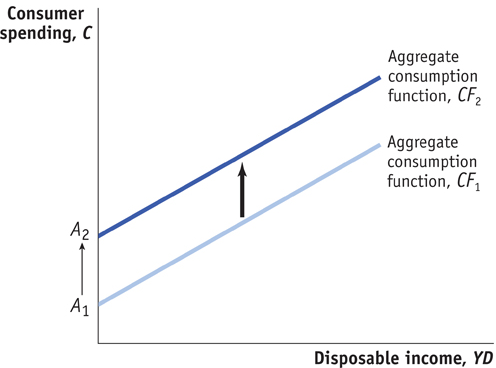 Consumer
spending, C
Aggregate
consumption
function, CF2
Aggregate
consumption
function, CF1
A2
A1
Disposable income, YD